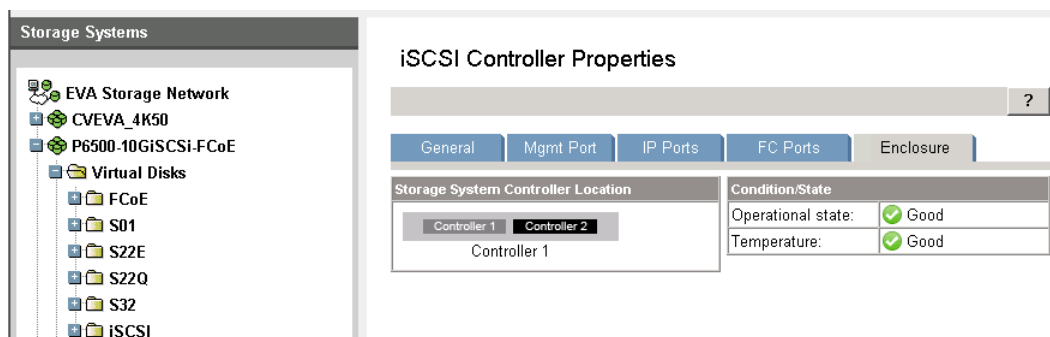 Storage Systems
EVA Storage Network
CVEVA_4K50
P6500-10GiSCSi-FCoE
Virtual Disks
FCoE
S01
S22E
S22Q
S32
iSCSI
iSCSI Controller Properties
?
General Mgmt Port IP Ports FC Ports Enclosure
Storage System Controller Location
Controller 1 Controller 2
Controller 1
Condition/State
Operational state: Good
Temperature: Good